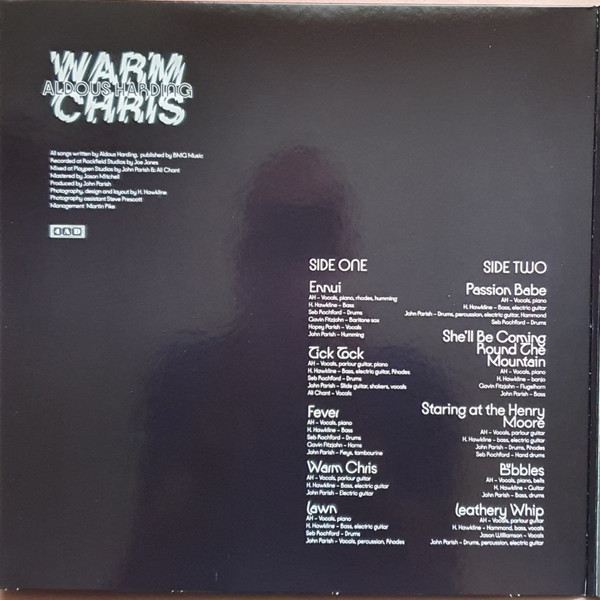 WARM
ALDOUS HARDING
CHRIS
All songs written by Aldous Harding, published by BMG Music
Recorded at Rockfield Studios by Joe Jones
Mixed at Playpen Studios by John Parish & Ali Chant
Mastered by Jason Mitchell
Produced by John Parish
Photography, design and layout by H. Hawkline
Photography assistant Steve Prescott
Management Martin Pike
4AD
SIDE ONE
Ennui
AH – Vocals, piano, rhodes, humming
H. Hawkline – Bass
Seb Rochford – Drums
Gavin Fitzjohn – Baritone sax
Hopey Parish – Vocals
John Parish – Humming
Tick Tock
AH – Vocals, parlour guitar, piano
H. Hawkline – Bass, electric guitar, Rhodes
Seb Rochford – Drums
John Parish – Slide guitar, shakers, vocals
Ali Chant – Vocals
Fever
AH – Vocals, piano
H. Hawkline – Bass
Seb Rochford – Drums
Gavin Fitzjohn – Horns
John Parish – Keys, tambourine
Warm Chris
AH – Vocals, parlour guitar
H. Hawkline – Bass, electric guitar
John Parish – Electric guitar
Lawn
AH – Vocals, piano
H. Hawkline – Bass, electric guitar
Seb Rochford – Drums
John Parish – Vocals, percussion, Rhodes
SIDE TWO
Passion Babe
AH – Vocals, piano
H. Hawkline – Bass, electric guitar
John Parish – Drums, percussion, electric guitar, Hammond
Seb Rochford – Drums
She'll Be Coming
Round The
Mountain
AH – Vocals, piano
H. Hawkline – banjo
Gavin Fitzjohn – Flugelhorn
John Parish – Bass
Staring at the Henry
Moore
AH – Vocals, parlour guitar
H. Hawkline – bass, electric guitar
John Parish – Drums, Rhodes
Seb Rochford – Hand drums
Bubbles
AH – Vocals, piano, bells
H. Hawkline – Guitar
John Parish – Bass, drums
Leathery Whip
AH – Vocals, parlour guitar
H. Hawkline – Hammond, bass, vocals
Jason Williamson – Vocals
John Parish – Drums, percussion, electric guitar